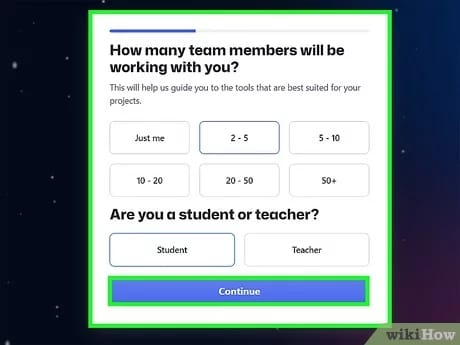 How many team members will be
working with you?
This will help us guide you to the tools that are best suited for your
projects.
Just me
2 - 5
5 - 10
10 - 20
20 - 50
50+
Are you a student or teacher?
Student
Teacher
Continue
wikiHow